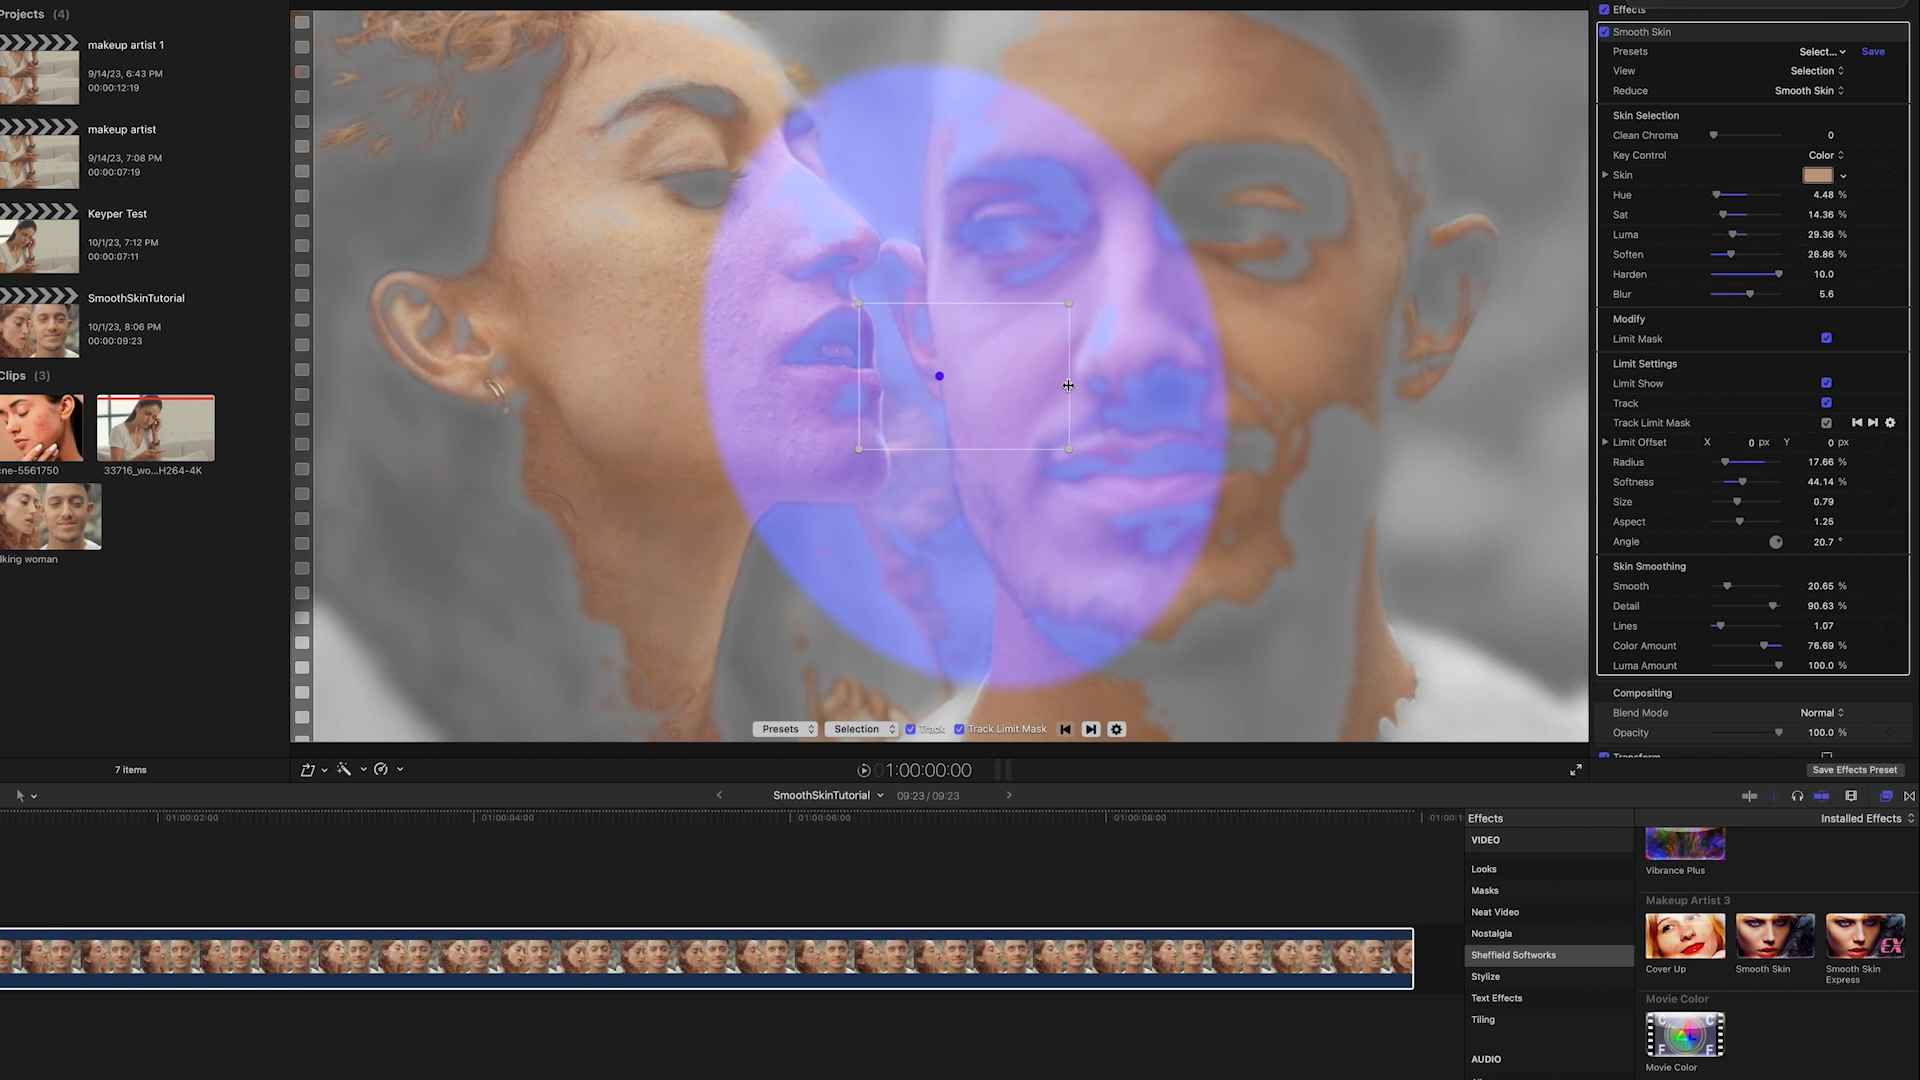 Projects (4)
makeup artist 1
9/14/23, 6:43 PM
00:00:12:19
makeup artist
9/14/23, 7:08 PM
00:00:07:19
Keyper Test
10/1/23, 7:12 PM
00:00:07:11
SmoothSkinTutorial
10/1/23, 8:06 PM
00:00:09:23
Clips (3)
ne-5561750
33716_wo...H264-4K
lking woman
7 items
Presets
Selection
Track
Track Limit Mask
1:00:00:00
Effects
Smooth Skin
Presets Select... Save
View Selection
Reduce Smooth Skin
Skin Selection
Clean Chroma 0
Key Control Color
Skin
Hue 4.48 %
Sat 14.36 %
Luma 29.36 %
Soften 26.86 %
Harden 10.0
Blur 5.6
Modify
Limit Mask
Limit Settings
Limit Show
Track
Track Limit Mask
Limit Offset X 0 px Y 0 px
Radius 17.66 %
Softness 44.14 %
Size 0.79
Aspect 1.25
Angle 20.7 °
Skin Smoothing
Smooth 20.65 %
Detail 90.63 %
Lines 1.07
Color Amount 76.69 %
Luma Amount 100.0 %
Compositing
Blend Mode Normal
Opacity 100.0 %
Transform
Save Effects Preset
SmoothSkinTutorial 09:23 / 09:23
01:00:02:00 01:00:04:00 01:00:06:00 01:00:08:00 01:00:1
Effects Installed Effects
VIDEO
Looks
Masks
Neat Video
Nostalgia
Sheffield Softworks
Stylize
Text Effects
Tiling
AUDIO
Vibrance Plus
Makeup Artist 3
EX
Cover Up
Smooth Skin
Smooth Skin
Express
Movie Color
C C
F F
Movie Color